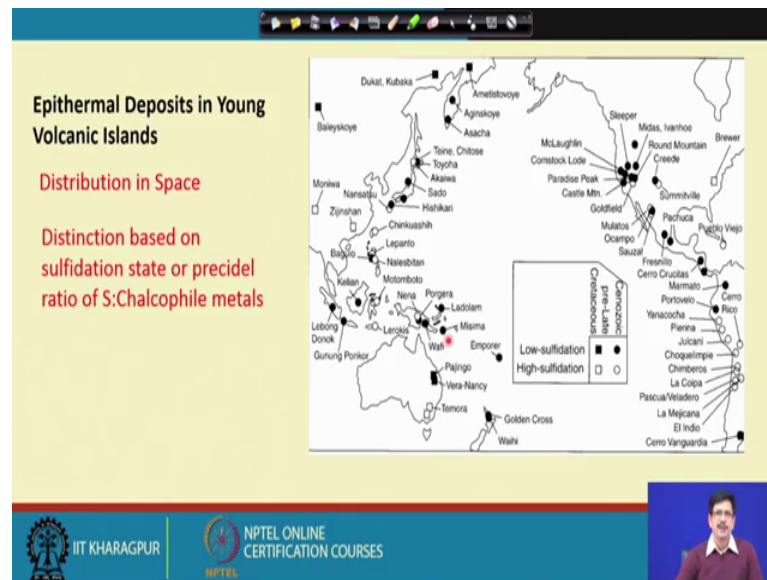 Epithermal Deposits in Young
Volcanic Islands
Distribution in Space
Distinction based on
sulfidation state or precidel
ratio of S:Chalcophile metals
Dukat, Kubaka
Ametistovoye
Baleyskoye
Aginskoye
Asacha
Teine, Chitose
Toyoha
Akaiwa
Moniwa
Nansatsu
Sado
Hishikari
Zijinshan
Chinkuashih
Lepanto
Baguio
Nalesbitan
Kelian
Motomboto
Nena
Porgera
Ladolam
Misima
Lebong
Donok
Lerokis
Wafi
Emporer
Gunung Ponkor
Pajingo
Vera-Nancy
Temora
Golden Cross
Waihi
Sleeper
Midas, Ivanhoe
Brewer
McLaughlin
Round Mountain
Comstock Lode
Creede
Paradise Peak
Castle Mtn.
Summitville
Goldfield
Mulatos
Pachuca
Ocampo
Pueblo Viejo
Sauzal
Fresnillo
Cerro Crucitas
Marmato
Cerro
Rico
Portovelo
Yanacocha
Pierina
Julcani
Choquelimpie
Chimberos
La Coipa
Pascua/Veladero
La Mejicana
El Indio
Cerro Vanguardia
Cretaceous
pre-Late
Cenozoic
Low-sulfidation
High-sulfidation
IIT KHARAGPUR
NPTEL
NPTEL ONLINE
CERTIFICATION COURSES